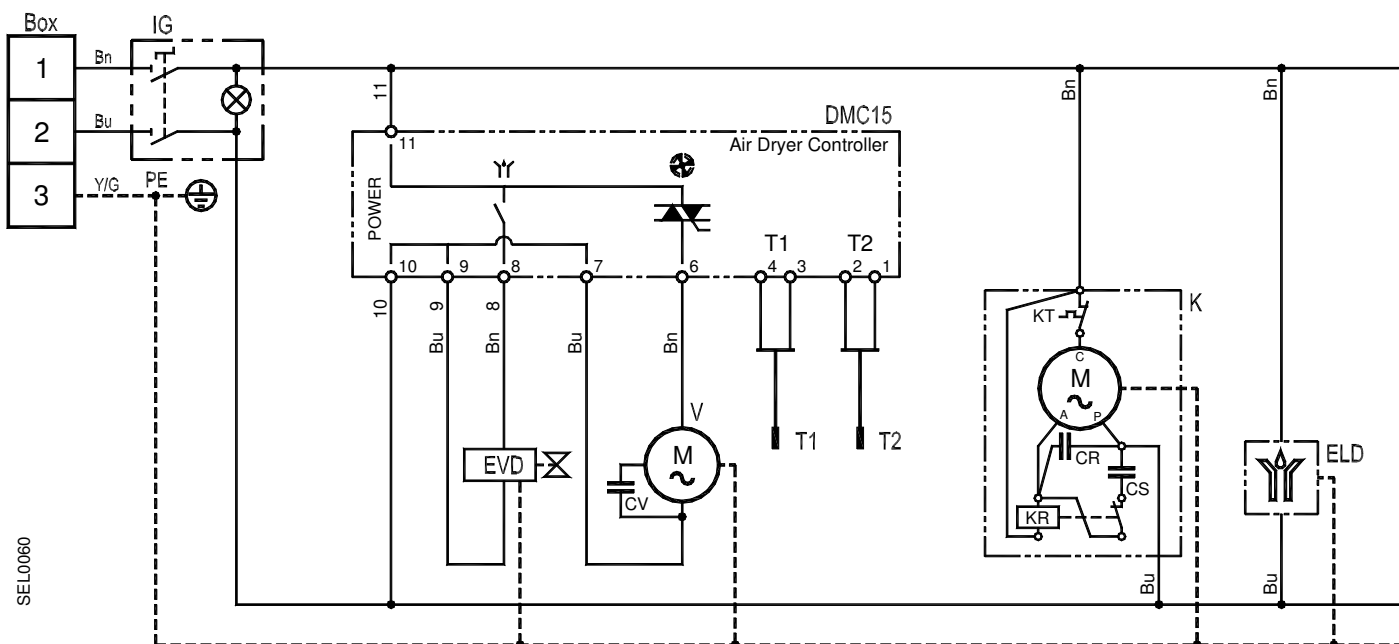 Box
IG
1
Bn
2
Bu
3
Y/G
PE
11
Bn
Bn
DMC15
11
Air Dryer Controller
POWER
T1
T2
10
9
8
7
6
4
3
2
1
10
9
8
Bu
Bn
Bu
Bn
K
KT
C
M
A
P
CR
CS
KR
V
M
T1
T2
EVD
CV
ELD
Bu
Bu
SEL0060